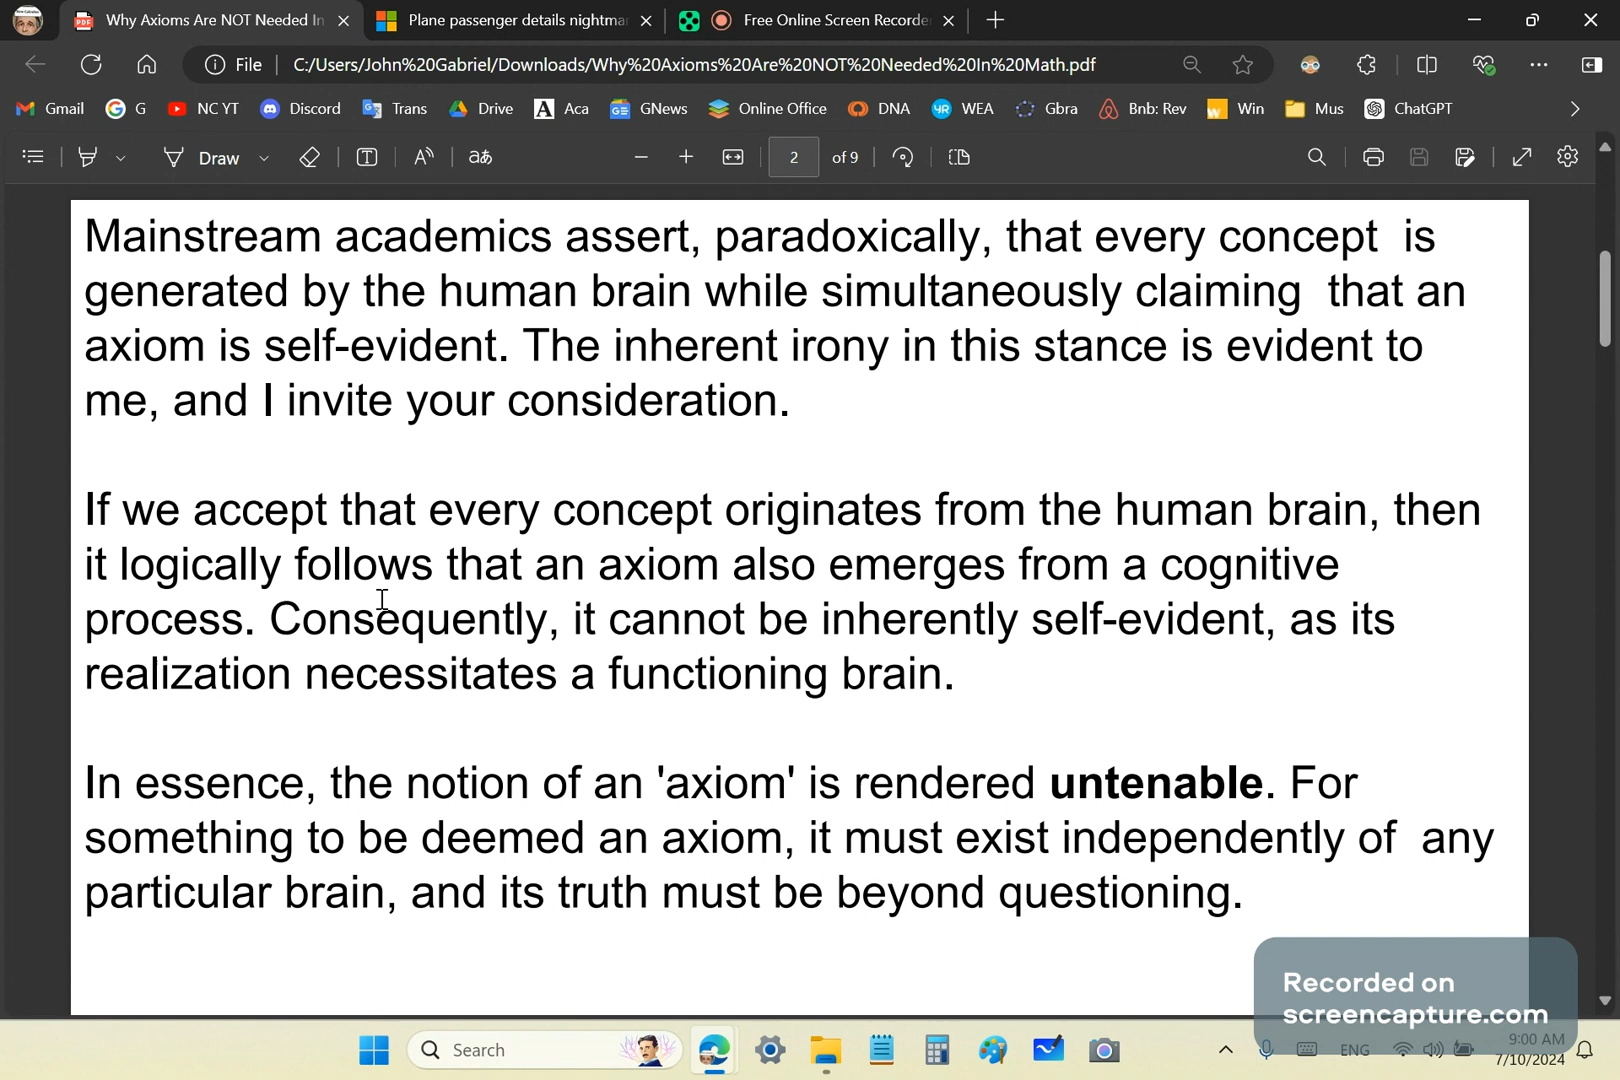 Why Axioms Are NOT Needed In
Plane passenger details nightma
Free Online Screen Recorde
File
C:/Users/John%20Gabriel/Downloads/Why%20Axioms%20Are%20NOT%20Needed%20In%20Math.pdf
Gmail
G
NC YT
Discord
Trans
Drive
Aca
GNews
Online Office
DNA
WEA
Gbra
Bnb: Rev
Win
Mus
ChatGPT
Draw
2 of 9
Mainstream academics assert, paradoxically, that every concept is
generated by the human brain while simultaneously claiming that an
axiom is self-evident. The inherent irony in this stance is evident to
me, and I invite your consideration.
If we accept that every concept originates from the human brain, then
it logically follows that an axiom also emerges from a cognitive
process. Consequently, it cannot be inherently self-evident, as its
realization necessitates a functioning brain.
In essence, the notion of an 'axiom' is rendered untenable. For
something to be deemed an axiom, it must exist independently of any
particular brain, and its truth must be beyond questioning.
Recorded on
screencapture.com
Search
ENG
9:00 AM
7/10/2024